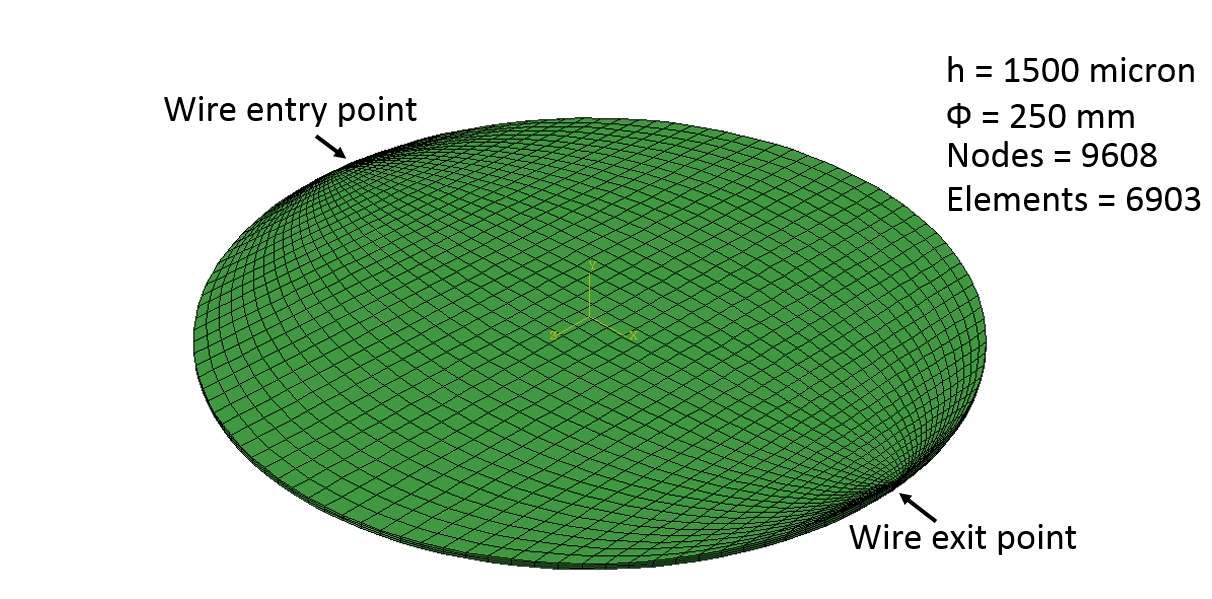 h = 1500 micron
Wire entry point
Φ = 250 mm
Nodes = 9608
Elements = 6903
Y
Z
X
Wire exit point